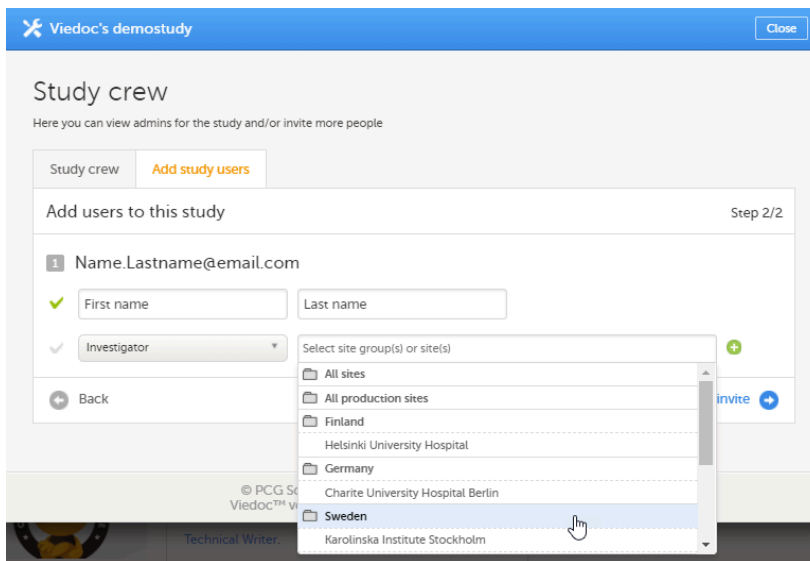 Viedoc's demostudy
Close
Study crew
Here you can view admins for the study and/or invite more people
Study crew
Add study users
Add users to this study
Step 2/2
1
Name.Lastname@email.com
First name
Last name
Investigator
Select site group(s) or site(s)
All sites
All production sites
Finland
Back
invite
Helsinki University Hospital
Germany
Charite University Hospital Berlin
Sweden
Karolinska Institute Stockholm
© PCG
Viedoc™
Technical Writer.